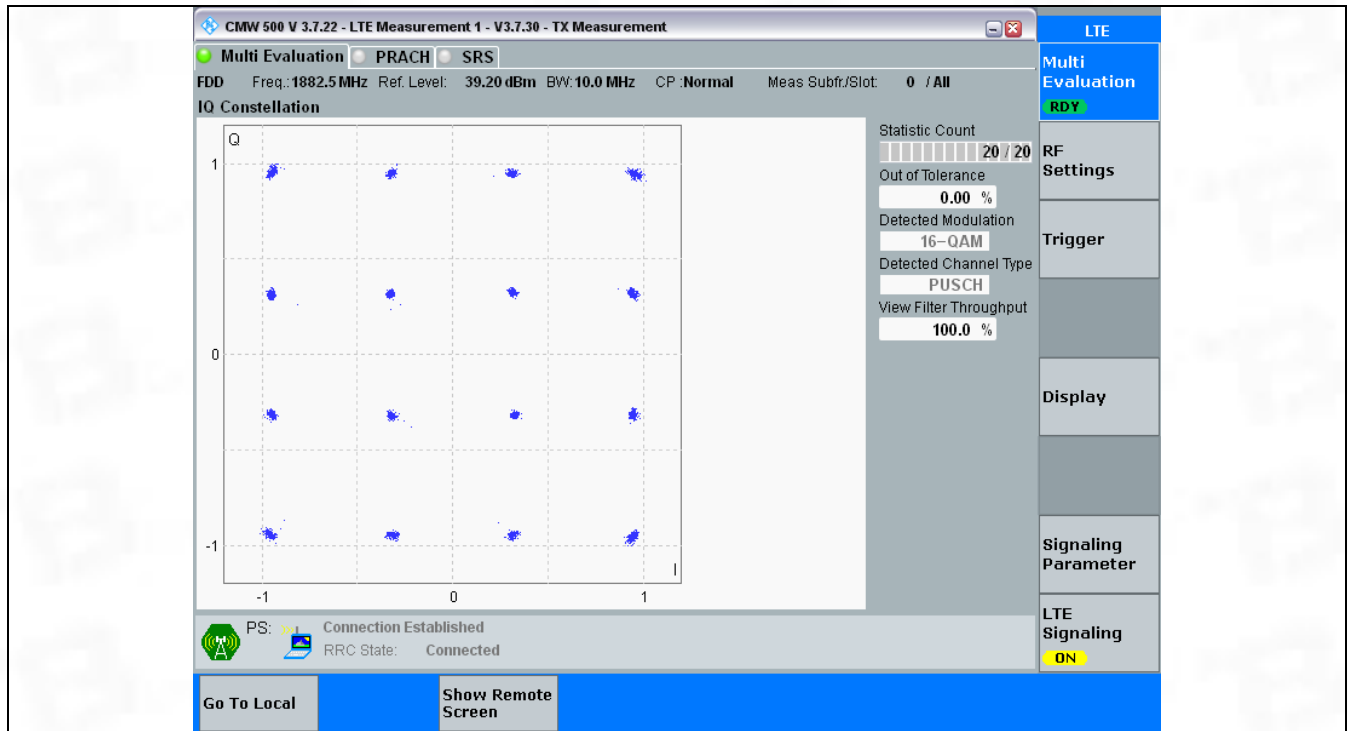 CMW 500 V 3.7.22 - LTE Measurement 1 - V3.7.30 - TX Measurement
LTE
Multi Evaluation PRACH SRS
Multi
Evaluation
RDY
FDD Freq.: 1882.5 MHz Ref. Level: 39.20 dBm BW: 10.0 MHz CP : Normal Meas Subfr./Slot: 0 / All
IQ Constellation
Q
1
0
-1
-1 0 1
I
Statistic Count
20 / 20
Out of Tolerance
0.00 %
Detected Modulation
16-QAM
Detected Channel Type
PUSCH
View Filter Throughput
100.0 %
RF
Settings
Trigger
Display
Signaling
Parameter
LTE
Signaling
ON
PS: Connection Established
RRC State: Connected
Go To Local
Show Remote
Screen